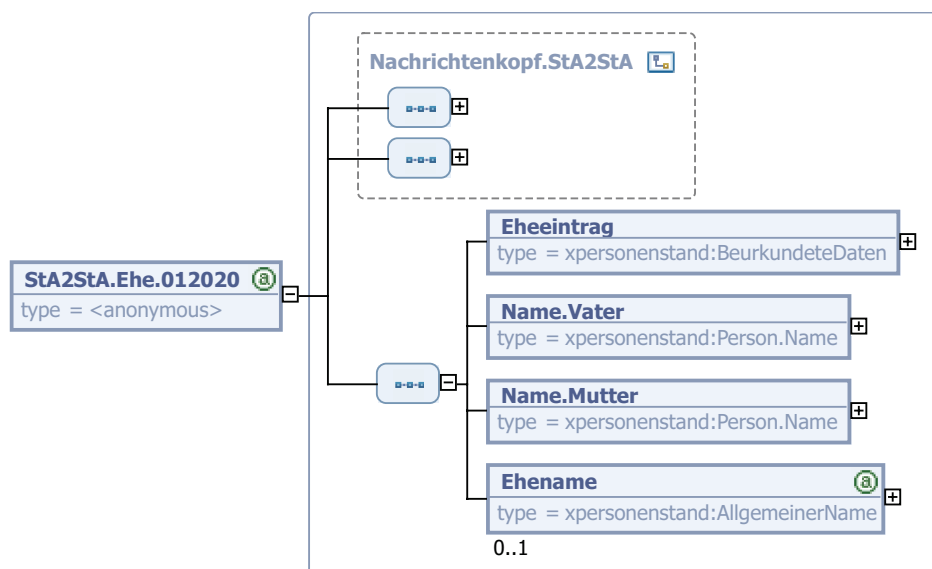 Nachrichtenkopf.StA2StA
Eheeintrag
type = xpersonenstand:BeurkundeteDaten
StA2StA.Ehe.012020 @
type = <anonymous>
Name.Vater
type = xpersonenstand:Person.Name
Name.Mutter
type = xpersonenstand:Person.Name
Ehename @
type = xpersonenstand:AllgemeinerName
0..1